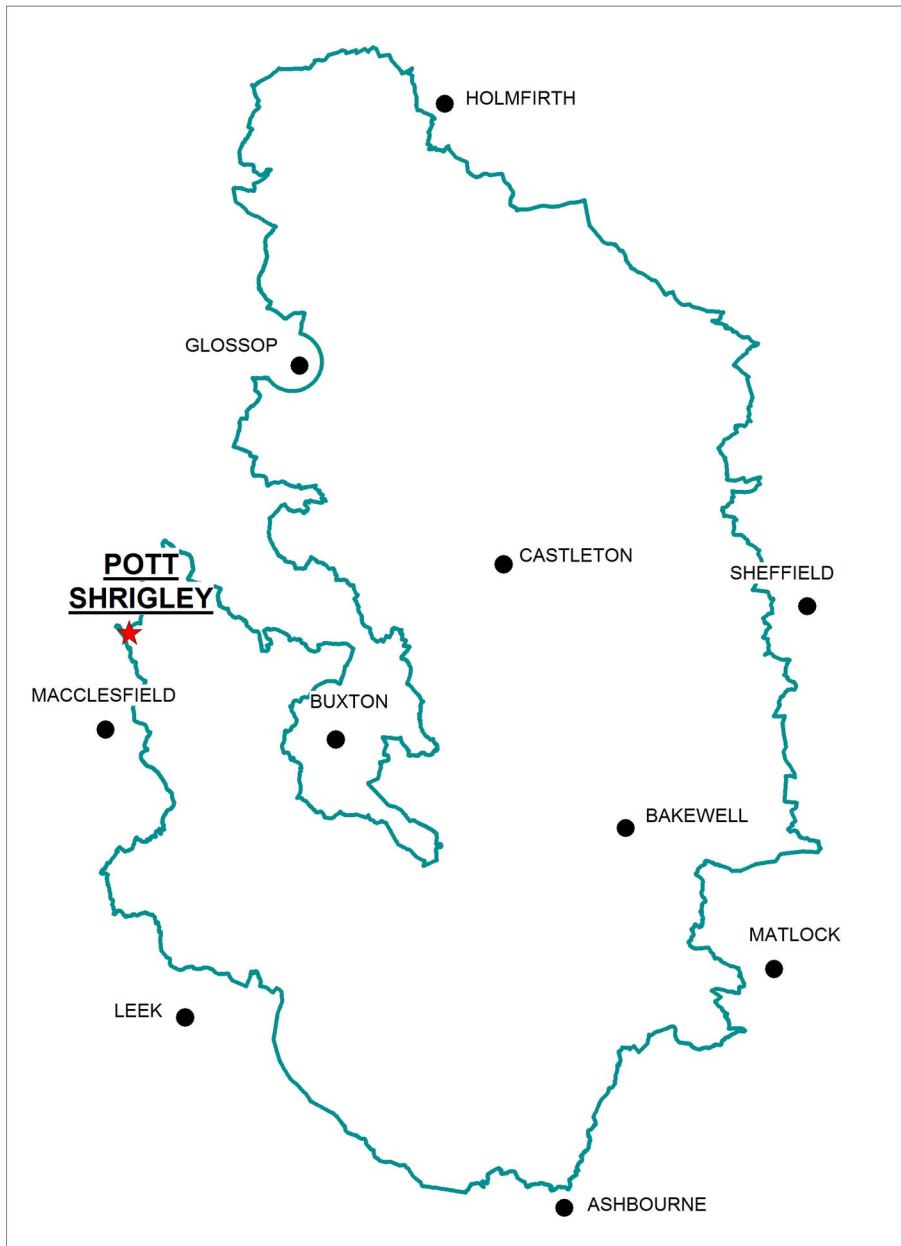 HOLMFIRTH
GLOSSOP
CASTLETON
POTT
SHRIGLEY
SHEFFIELD
MACCLESFIELD
BUXTON
BAKEWELL
MATLOCK
LEEK
ASHBOURNE